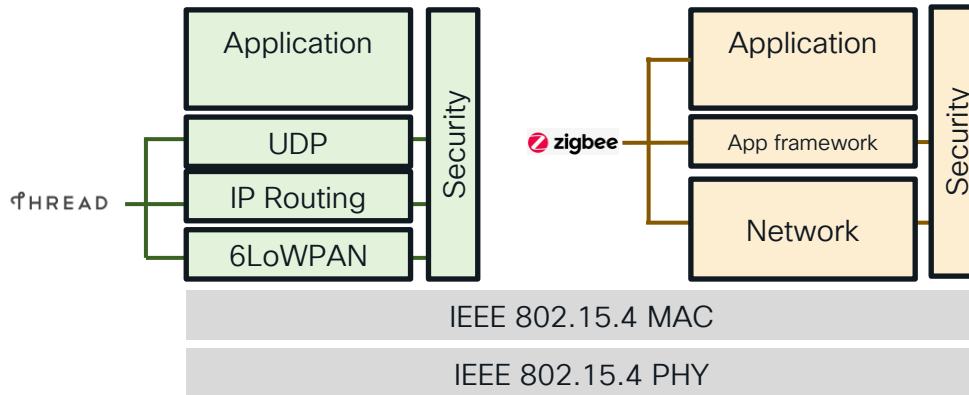 Application
UDP
IP Routing
6LoWPAN
Security
THREAD
zigbee
Application
App framework
Network
Security
IEEE 802.15.4 MAC
IEEE 802.15.4 PHY